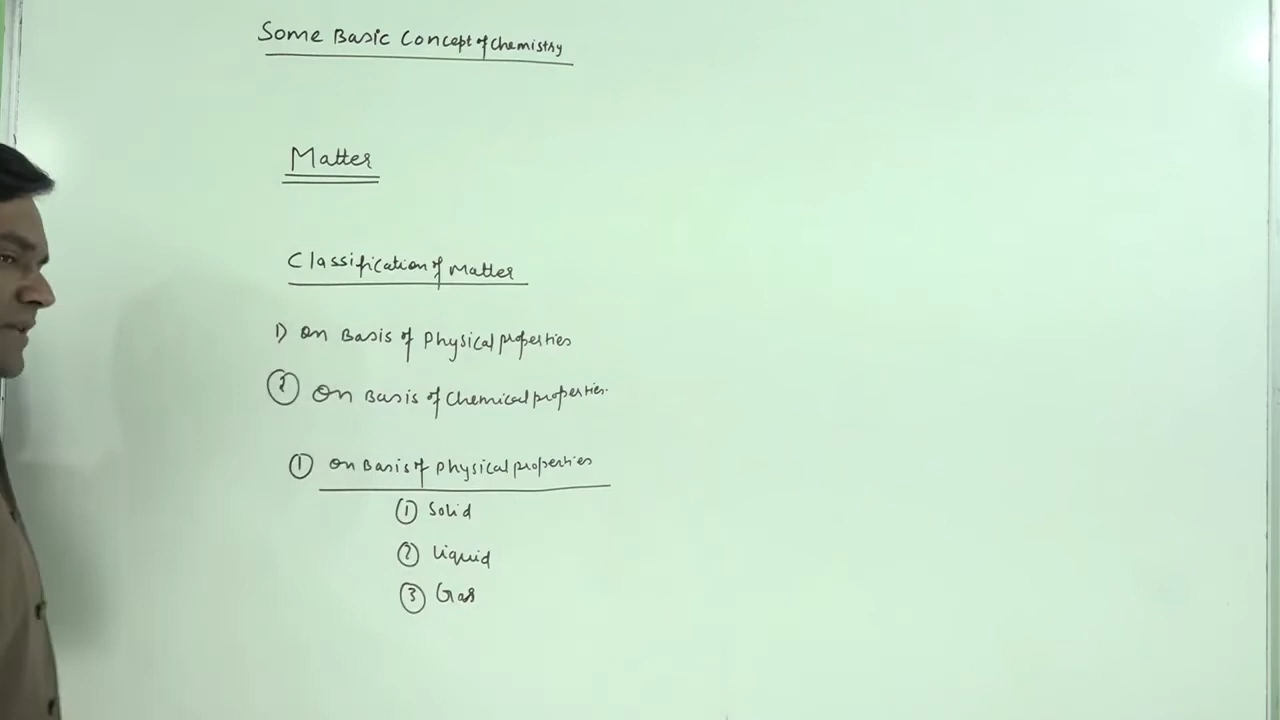 Some Basic Concept of Chemistry
Matter
Classification of Matter
1) On Basis of Physical properties
2 On Basis of Chemical properties.
1 On Basis of Physical properties
1 Solid
2 Liquid
3 Gas